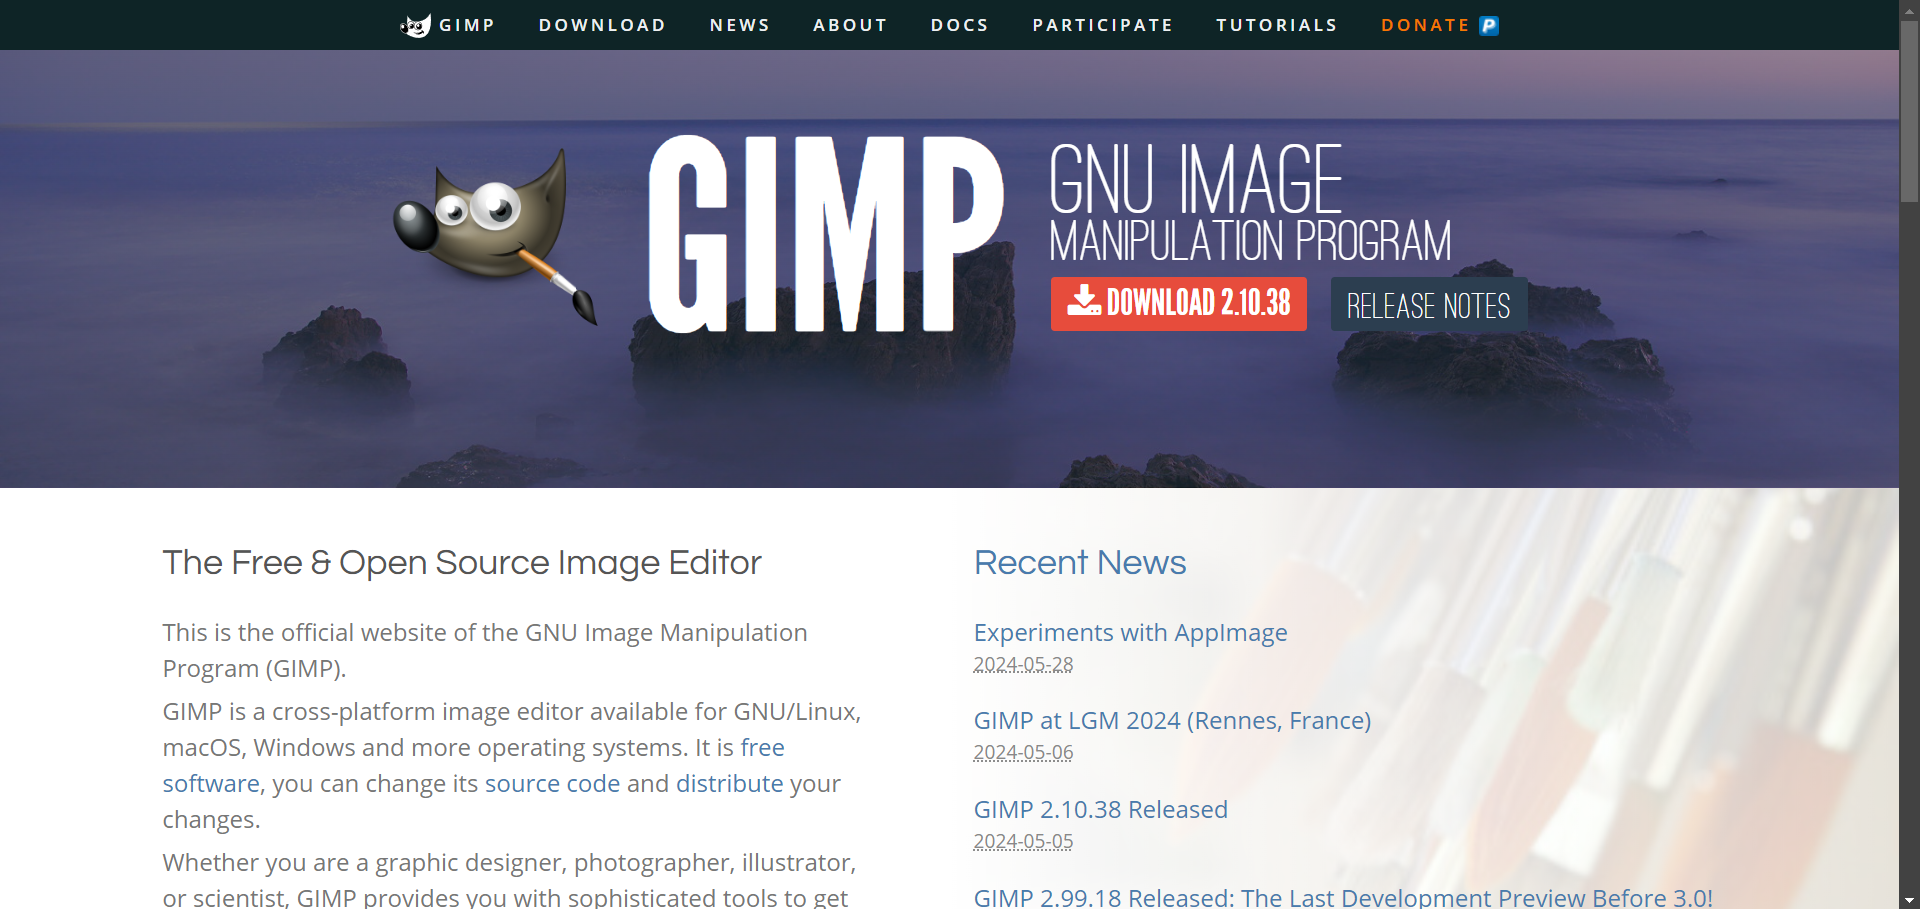 GIMP DOWNLOAD NEWS ABOUT DOCS PARTICIPATE TUTORIALS DONATE
GIMP
GNU IMAGE
MANIPULATION PROGRAM
DOWNLOAD 2.10.38
RELEASE NOTES
The Free & Open Source Image Editor
This is the official website of the GNU Image Manipulation
Program (GIMP).
GIMP is a cross-platform image editor available for GNU/Linux,
macOS, Windows and more operating systems. It is free
software, you can change its source code and distribute your
changes.
Whether you are a graphic designer, photographer, illustrator,
or scientist, GIMP provides you with sophisticated tools to get
Recent News
Experiments with AppImage
2024-05-28
GIMP at LGM 2024 (Rennes, France)
2024-05-06
GIMP 2.10.38 Released
2024-05-05
GIMP 2.99.18 Released: The Last Development Preview Before 3.0!